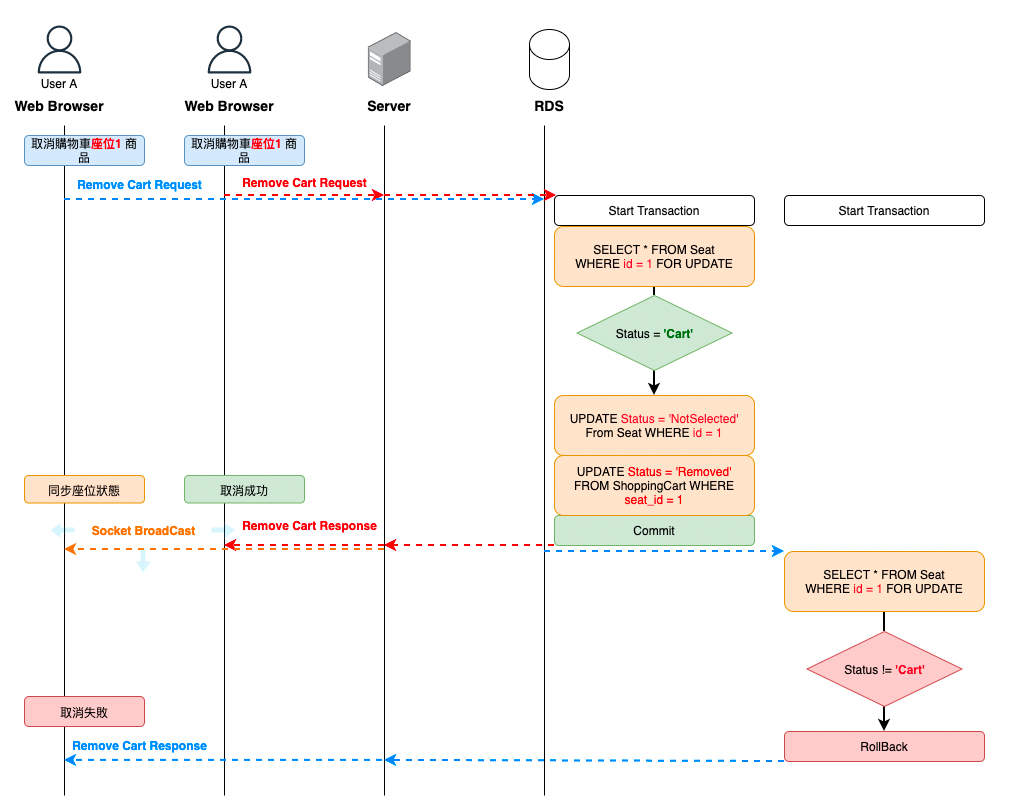 User A
Web Browser
User A
Web Browser
Server
RDS
取消購物車座位1 商
品
取消購物車座位1 商
品
Remove Cart Request
Remove Cart Request
Start Transaction
Start Transaction
SELECT * FROM Seat
WHERE id = 1 FOR UPDATE
Status = 'Cart'
UPDATE Status = 'NotSelected'
From Seat WHERE id = 1
UPDATE Status = 'Removed'
FROM ShoppingCart WHERE
seat_id = 1
同步座位狀態
取消成功
Socket BroadCast
Remove Cart Response
Commit
SELECT * FROM Seat
WHERE id = 1 FOR UPDATE
Status != 'Cart'
取消失敗
Remove Cart Response
RollBack